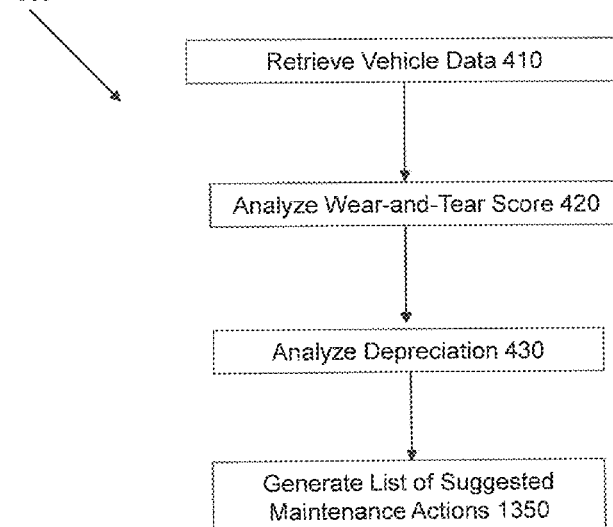 Retrieve Vehicle Data 410
Analyze Wear-and-Tear Score 420
Analyze Depreciation 430
Generate List of Suggested
Maintenance Actions 1350